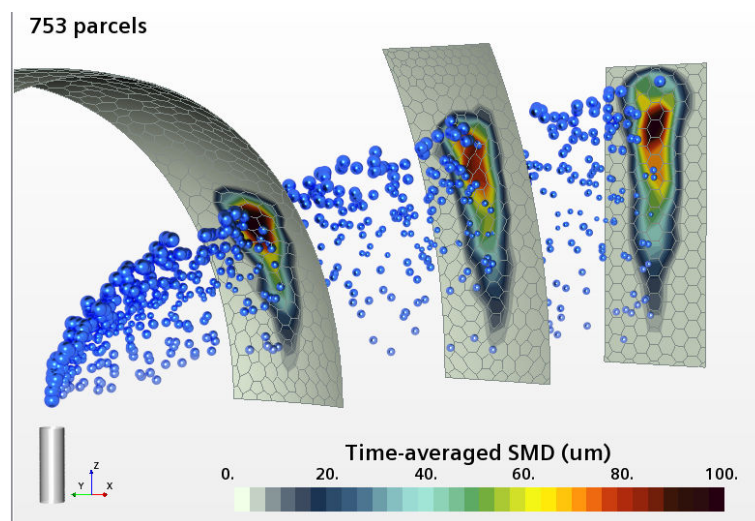 753 parcels
Z
Y
X
Time-averaged SMD (um)
0. 20. 40. 60. 80. 100.